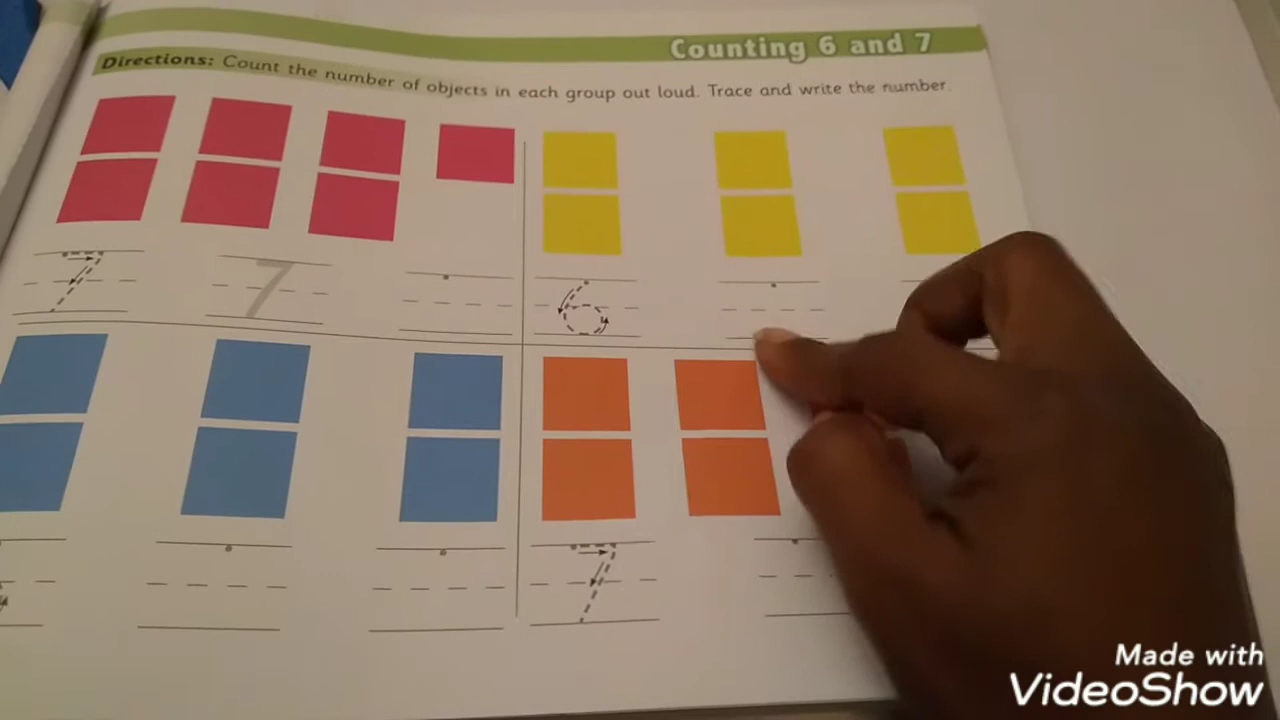 Counting 6 and 7
Directions: Count the number of objects in each group out loud. Trace and write the number.
7 7
6
7
Made with
VideoShow